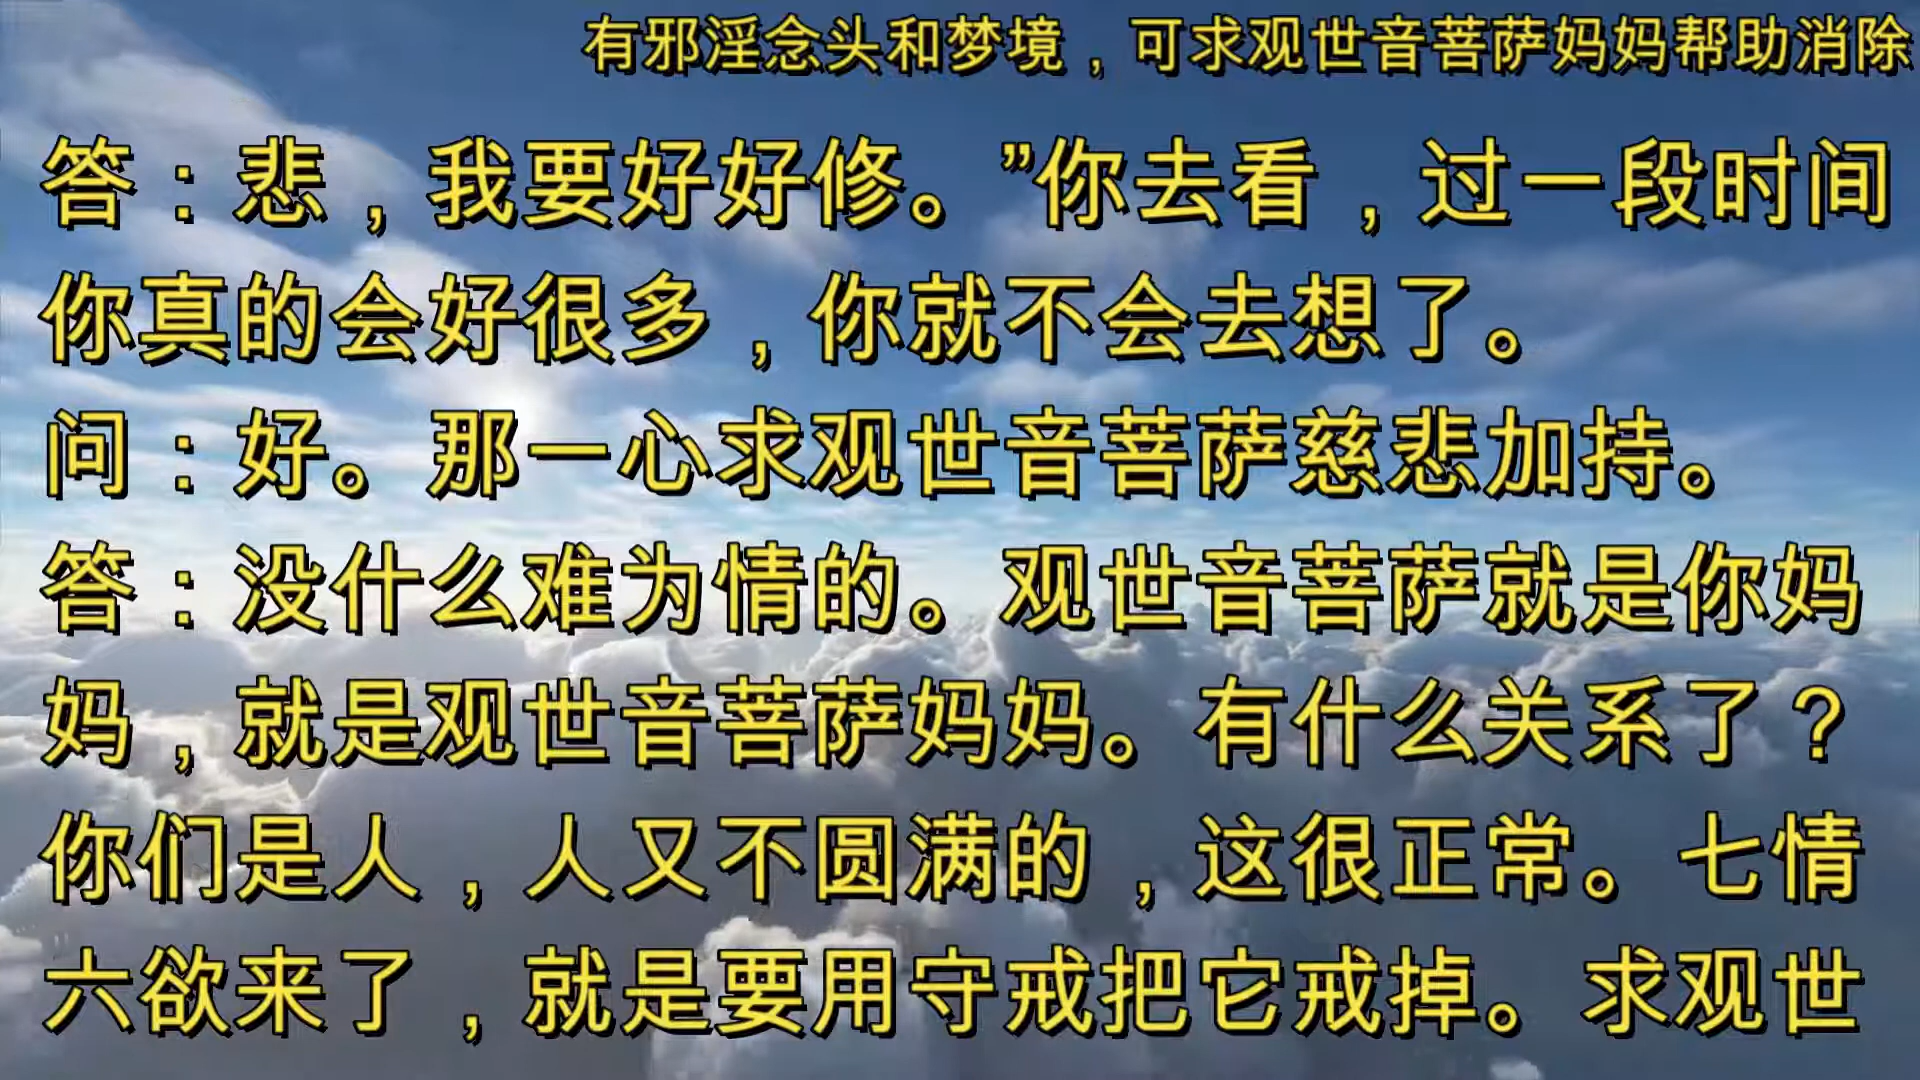 有邪淫念头和梦境，可求观世音菩萨妈妈帮助消除
答：悲，我要好好修。”你去看，过一段时间
你真的会好很多，你就不会去想了。
问：好。那一心求观世音菩萨慈悲加持。
答：没什么难为情的。观世音菩萨就是你妈
妈，就是观世音菩萨妈妈。有什么关系了？
你们是人，人又不圆满的，这很正常。七情
六欲来了，就是要用守戒把它戒掉。求观世